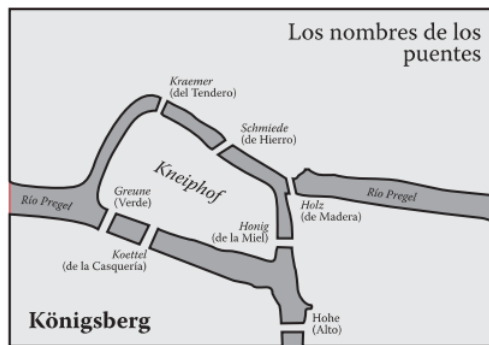 Los nombres de los
puentes
Kraemer
(del Tendero)
Schmiede
(de Hierro)
Kneiphof
Greune
(Verde)
Río Pregel
Río Pregel
Holz
(de Madera)
Honig
(de la Miel)
Koettel
(de la Casquería)
Hohe
(Alto)
Königsberg